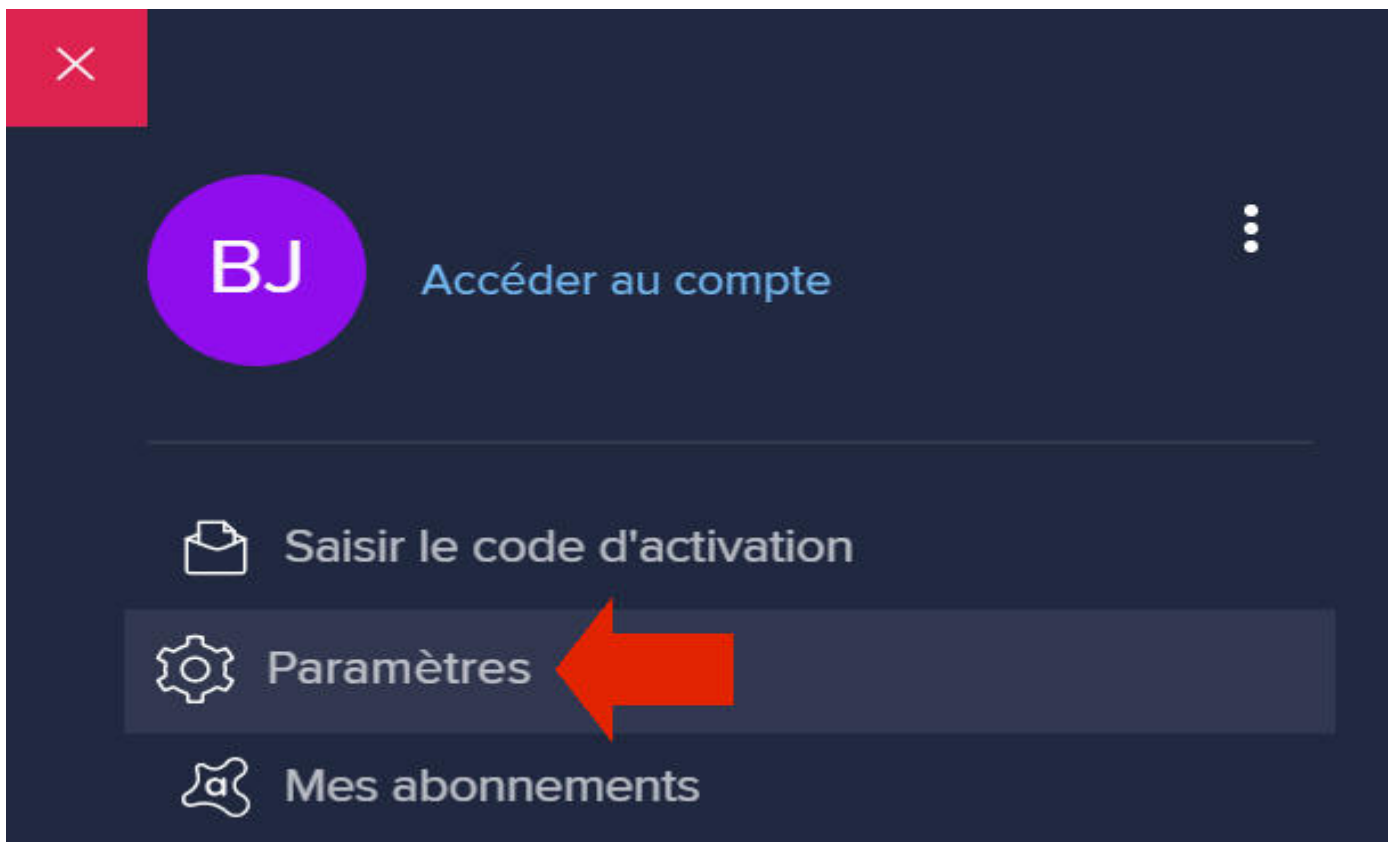 BJ
Accéder au compte
Saisir le code d'activation
Paramètres
Mes abonnements